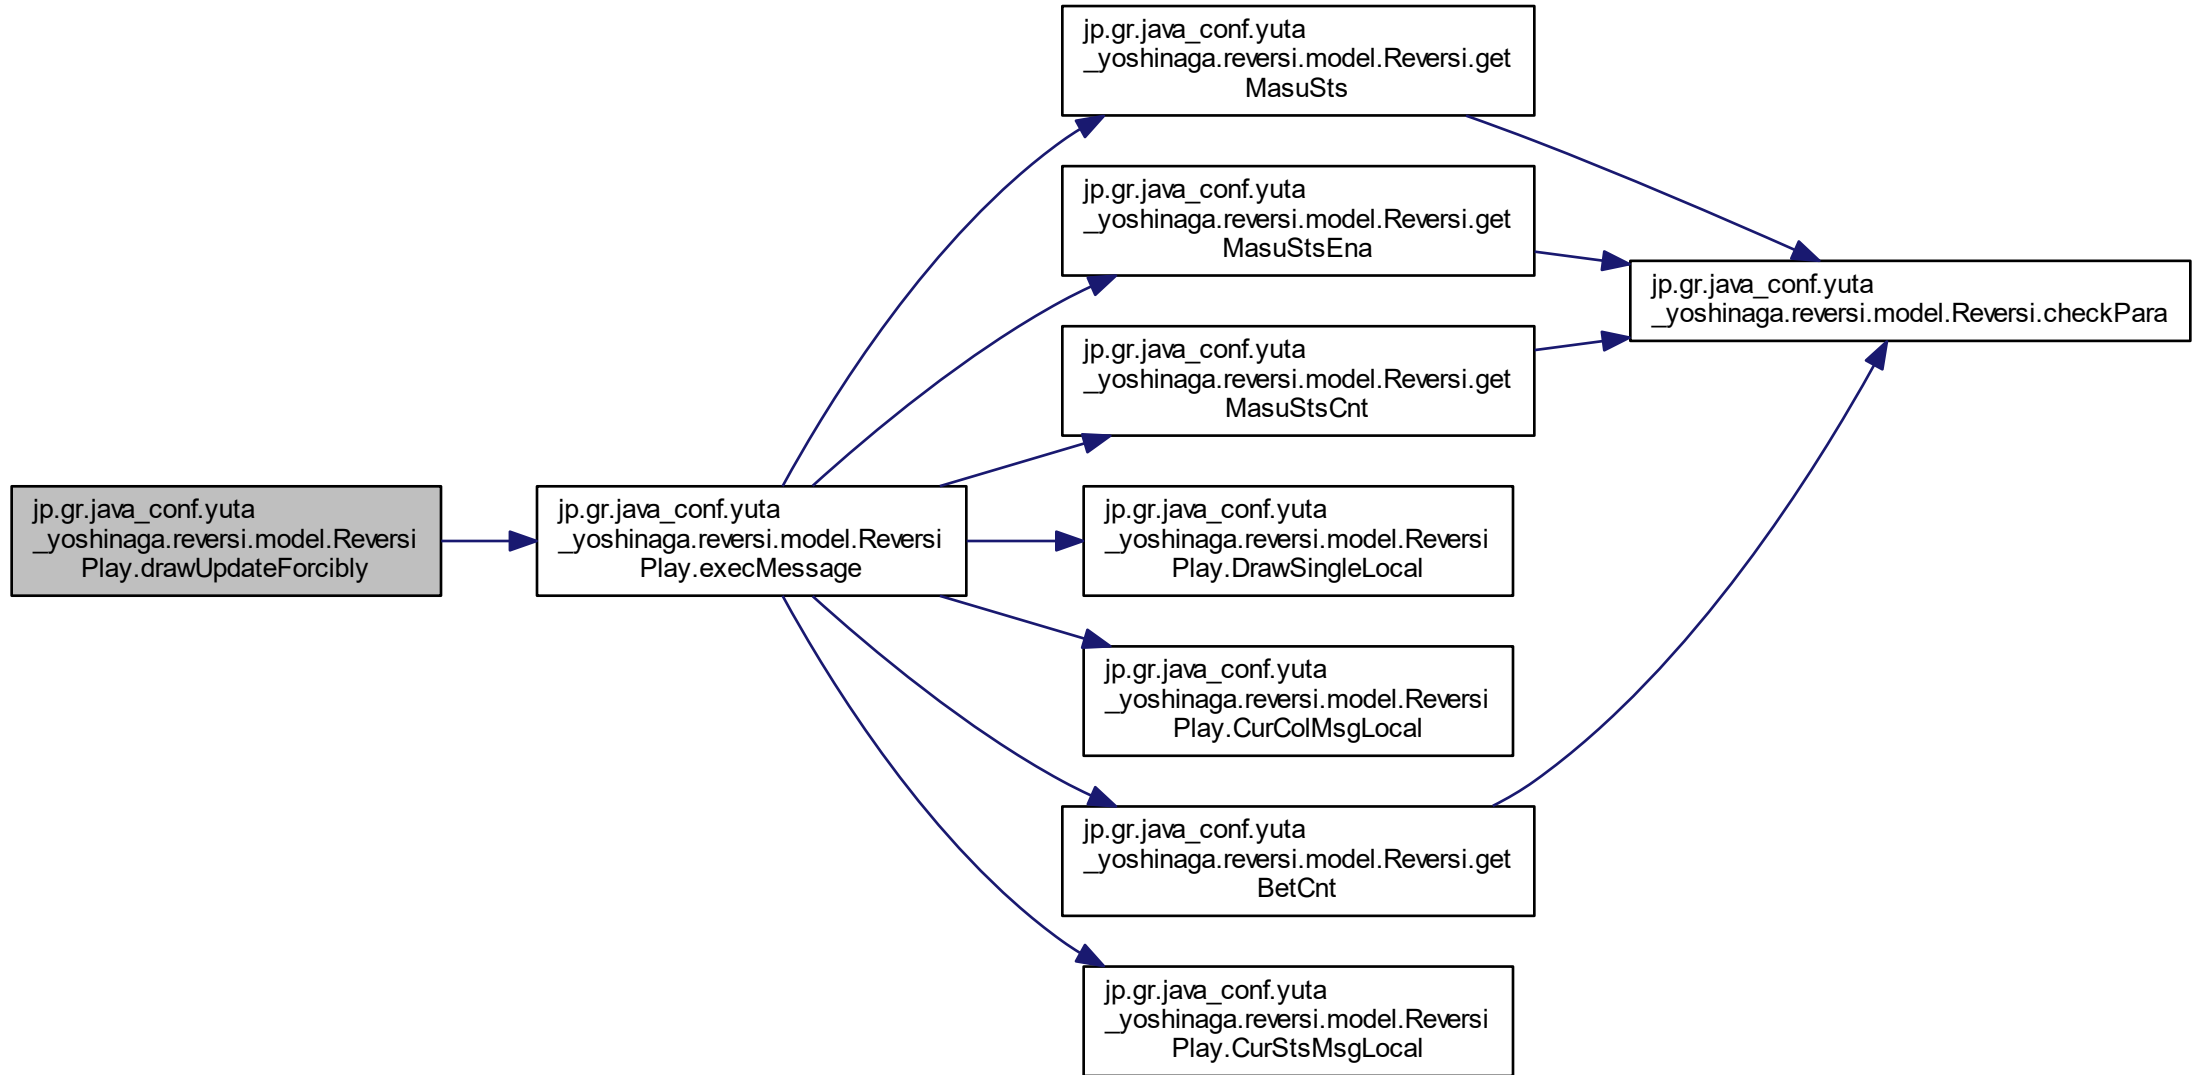 jp.gr.java_conf.yuta
_yoshinaga.reversi.model.Reversi
Play.drawUpdateForcibly
jp.gr.java_conf.yuta
_yoshinaga.reversi.model.Reversi
Play.execMessage
jp.gr.java_conf.yuta
_yoshinaga.reversi.model.Reversi.get
MasuSts
jp.gr.java_conf.yuta
_yoshinaga.reversi.model.Reversi.get
MasuStsEna
jp.gr.java_conf.yuta
_yoshinaga.reversi.model.Reversi.get
MasuStsCnt
jp.gr.java_conf.yuta
_yoshinaga.reversi.model.Reversi
Play.DrawSingleLocal
jp.gr.java_conf.yuta
_yoshinaga.reversi.model.Reversi
Play.CurColMsgLocal
jp.gr.java_conf.yuta
_yoshinaga.reversi.model.Reversi.get
BetCnt
jp.gr.java_conf.yuta
_yoshinaga.reversi.model.Reversi
Play.CurStsMsgLocal
jp.gr.java_conf.yuta
_yoshinaga.reversi.model.Reversi.checkPara